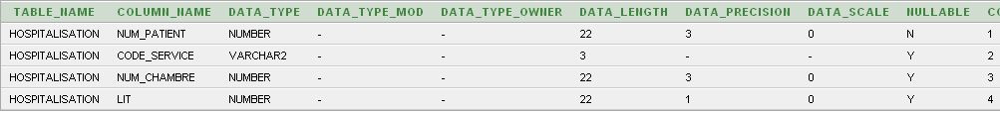 TABLE_NAME COLUMN_NAME DATA_TYPE DATA_TYPE_MOD DATA_TYPE_OWNER DATA_LENGTH DATA_PRECISION DATA_SCALE NULLABLE CO
HOSPITALISATION NUM_PATIENT NUMBER - - 22 3 0 N 1
HOSPITALISATION CODE_SERVICE VARCHAR2 - - 3 - - Y 2
HOSPITALISATION NUM_CHAMBRE NUMBER - - 22 3 0 Y 3
HOSPITALISATION LIT NUMBER - - 22 1 0 Y 4